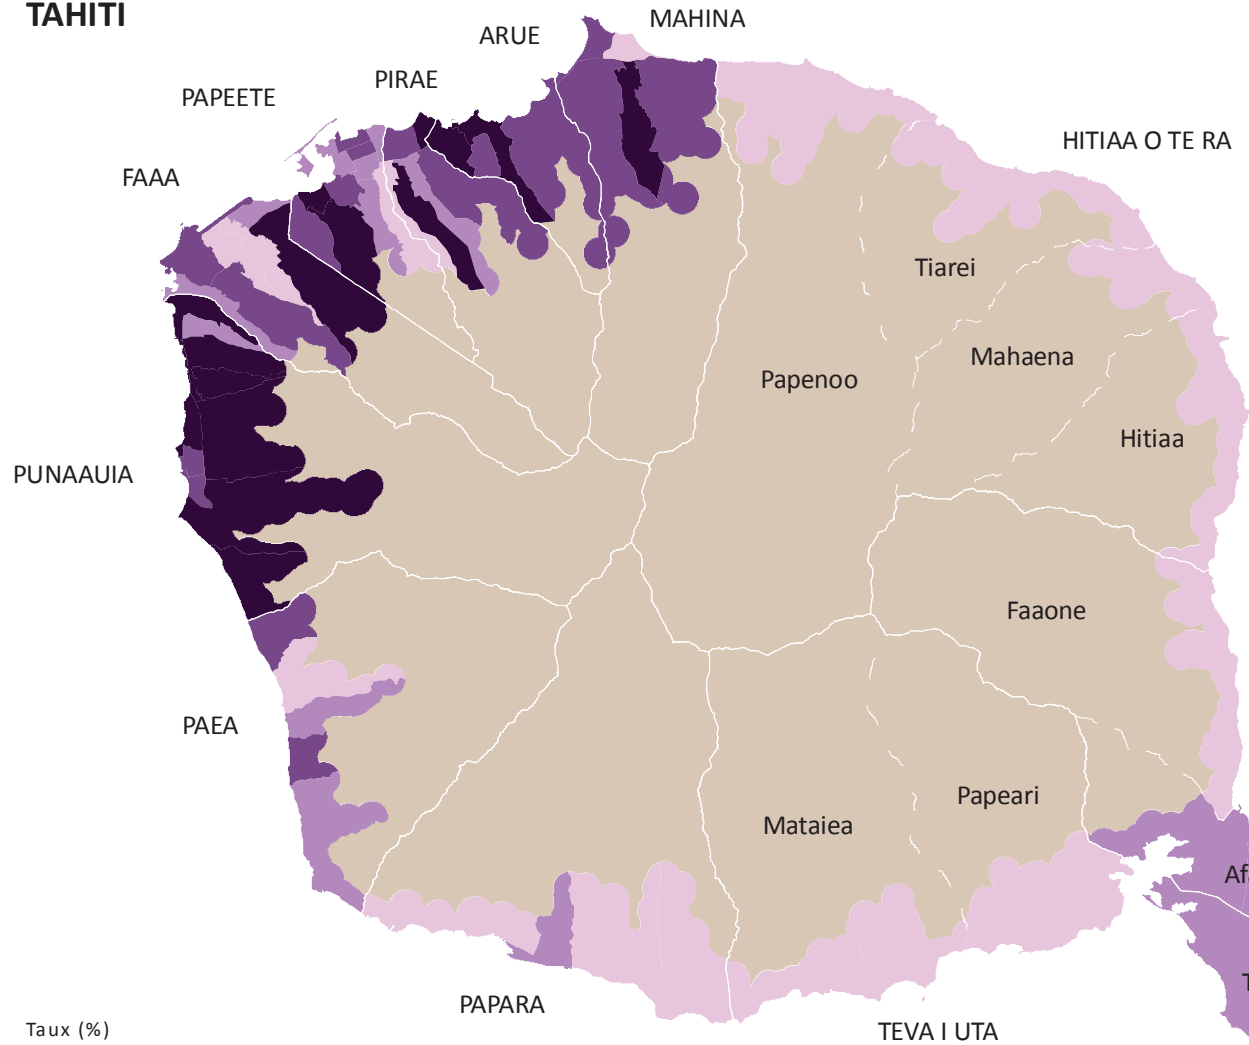 TAHITI
MAHINA
ARUE
PIRAE
PAPEETE
HITIAA O TE RA
FAAA
Tiarei
Mahaena
Papenoo
Hitiaa
PUNAAUIA
Faaone
PAEA
Papeari
Mataiea
PAPARA
Taux (%)
TEVA I UTA